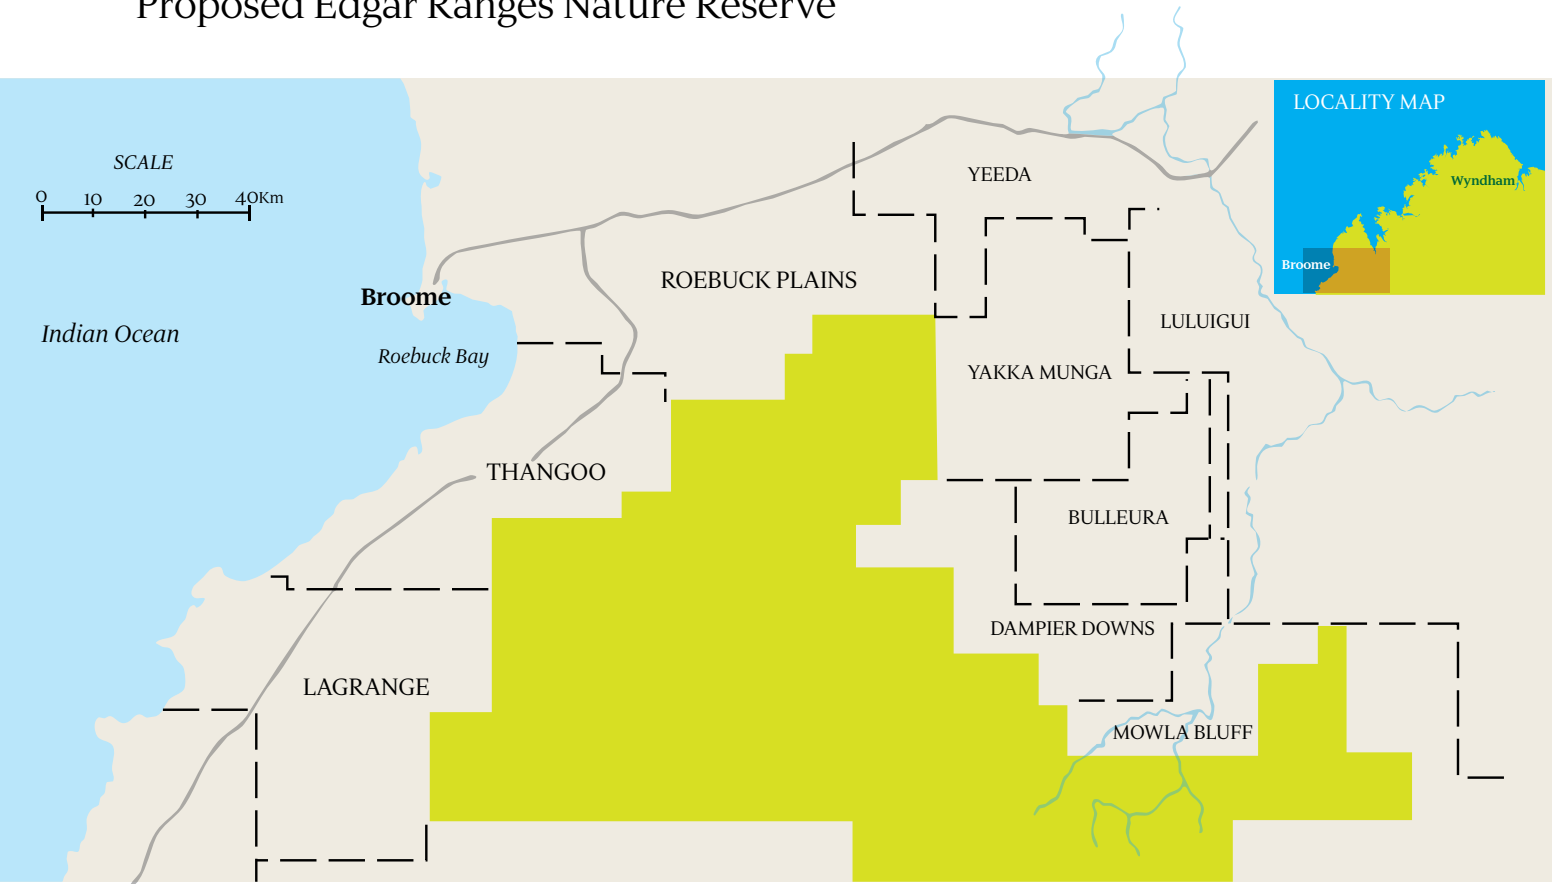 Proposed Edgar Ranges Nature Reserve
LOCALITY MAP
Wyndham
Broome
SCALE
0 10 20 30 40Km
YEEDA
ROEBUCK PLAINS
Broome
Indian Ocean
Roebuck Bay
LULUIGUI
YAKKA MUNGA
THANGOO
BULLEURA
DAMPIER DOWNS
LAGRANGE
MOWLA BLUFF